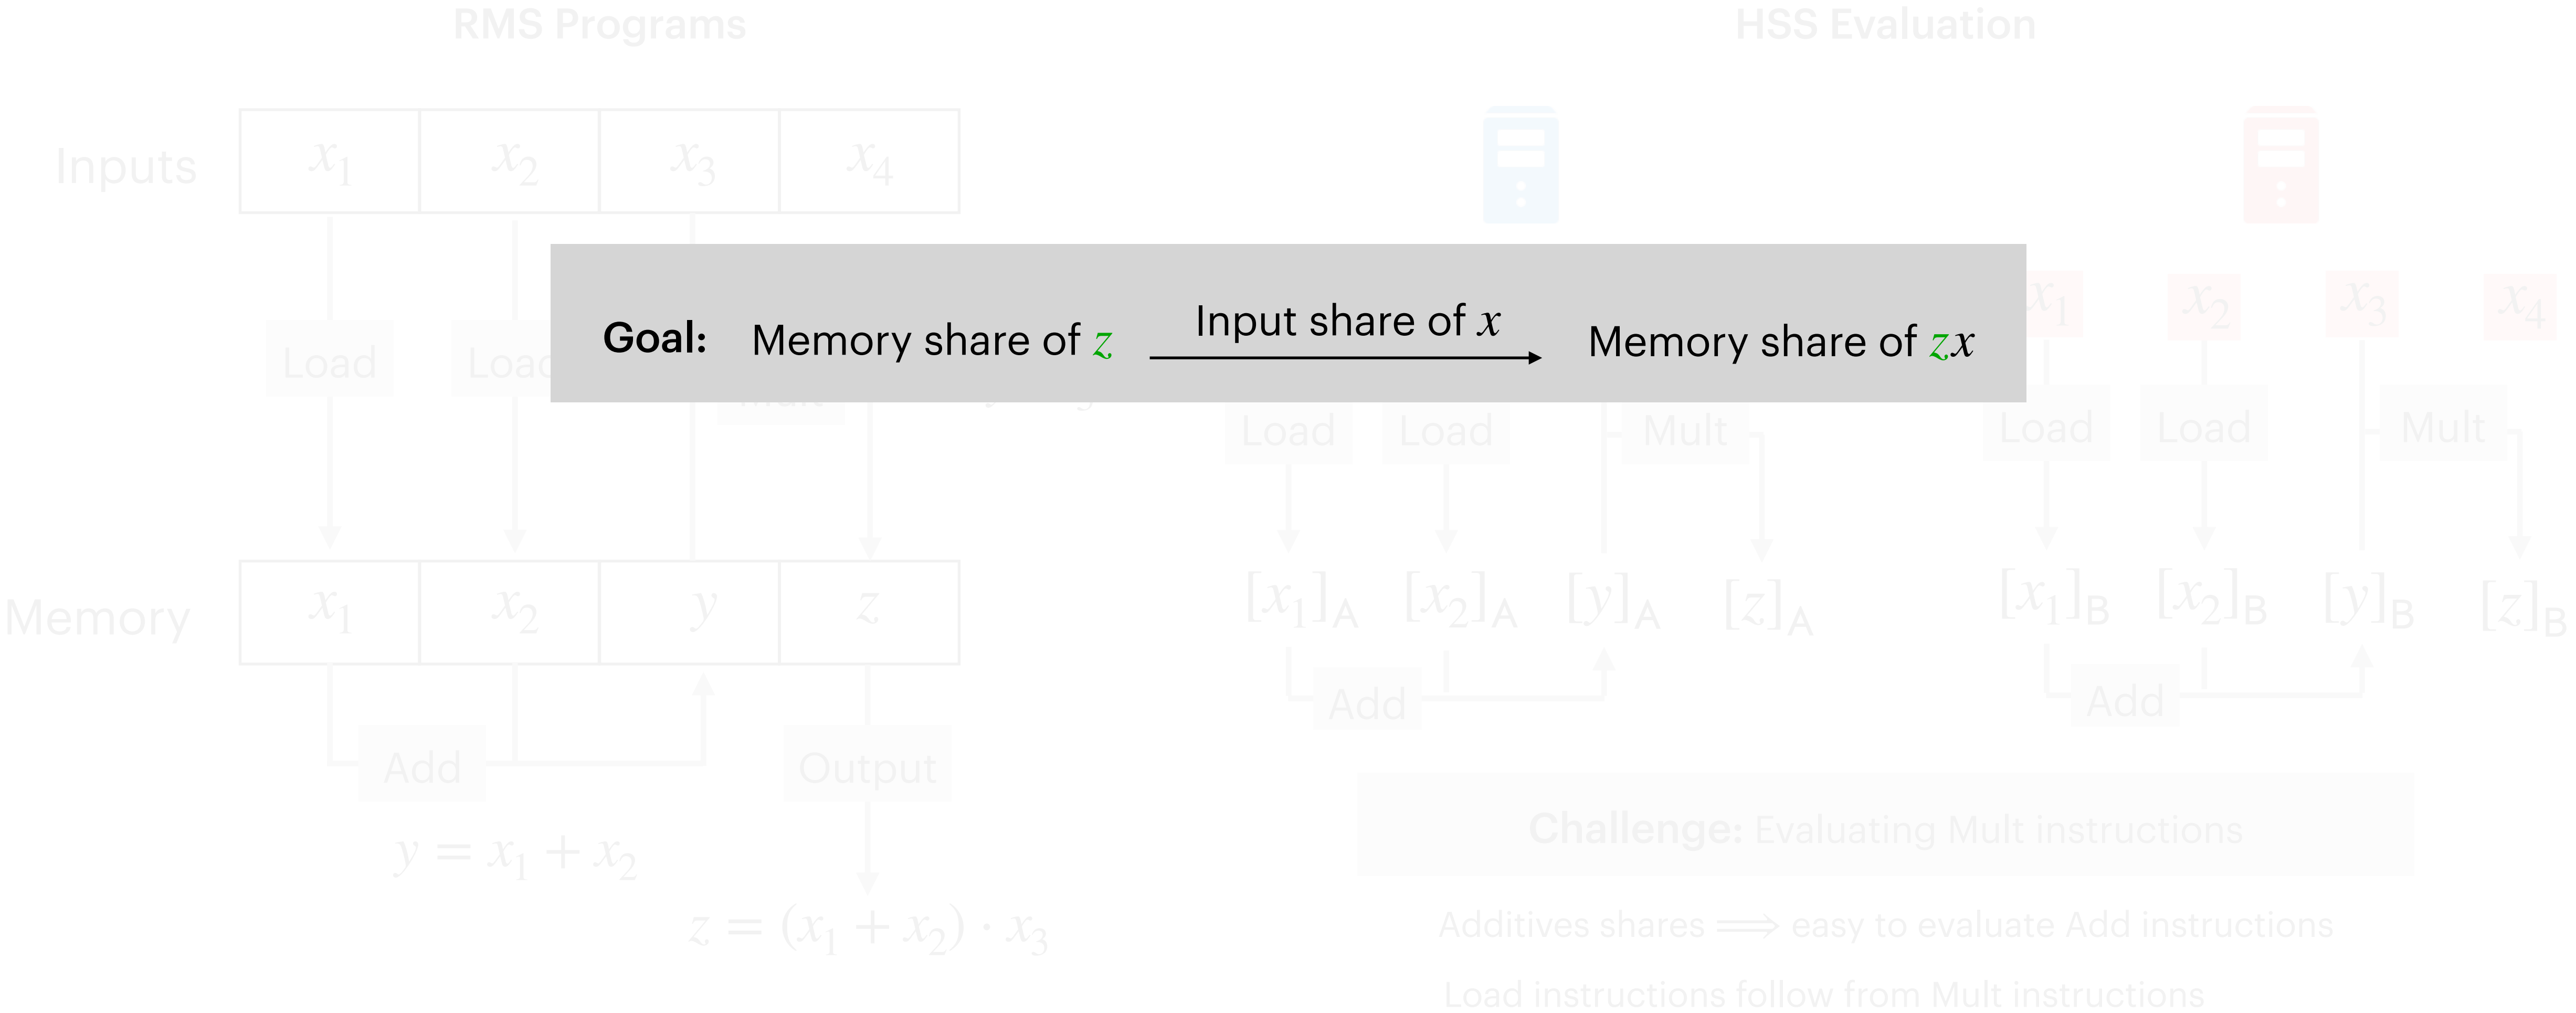 RMS Programs
HSS Evaluation
Inputs
x₁ x₂ x₃ x₄
Goal: Memory share of z
Input share of x
Memory share of zx
x₁ x₂ x₃ x₄
Load
Load
Load
Load
Mult
Load
Load
Mult
Memory
x₁ x₂ y z
[x₁]A [x₂]A [y]A [z]A
[x₁]B [x₂]B [y]B [z]B
Add
Output
Add
Add
y = x₁ + x₂
z = (x₁ + x₂) · x₃
Challenge: Evaluating Mult instructions
Additives shares ⟹ easy to evaluate Add instructions
Load instructions follow from Mult instructions